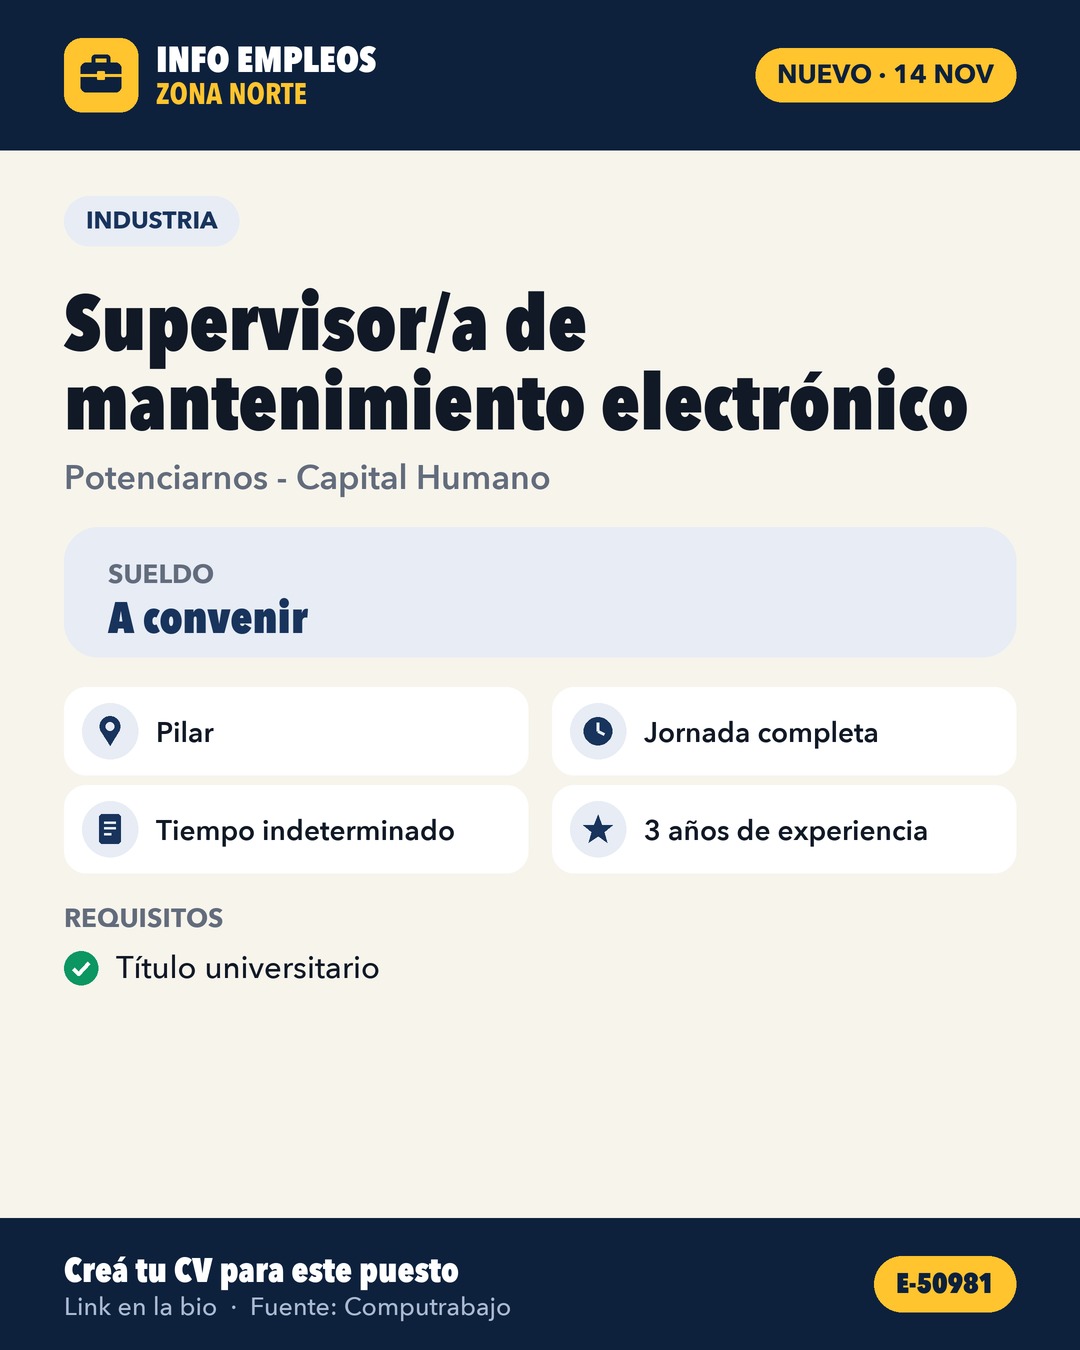 INFO EMPLEOS
ZONA NORTE
NUEVO · 14 NOV
INDUSTRIA
Supervisor/a de
mantenimiento electrónico
Potenciarnos - Capital Humano
SUELDO
A convenir
Pilar
Jornada completa
Tiempo indeterminado
3 años de experiencia
REQUISITOS
Título universitario
Creá tu CV para este puesto
Link en la bio · Fuente: Computrabajo
E-50981